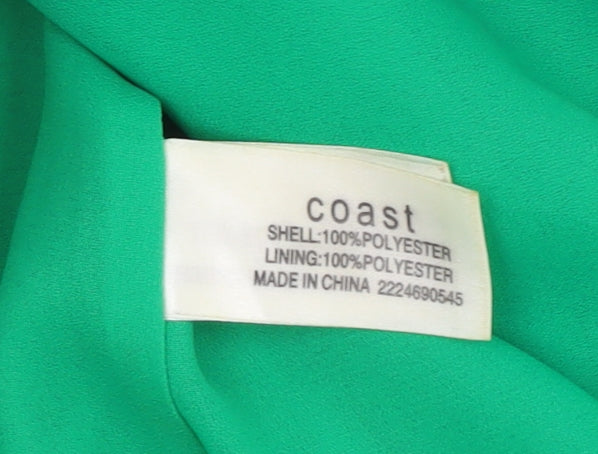 coast
SHELL:100%POLYESTER
LINING:100%POLYESTER
MADE IN CHINA 2224690545